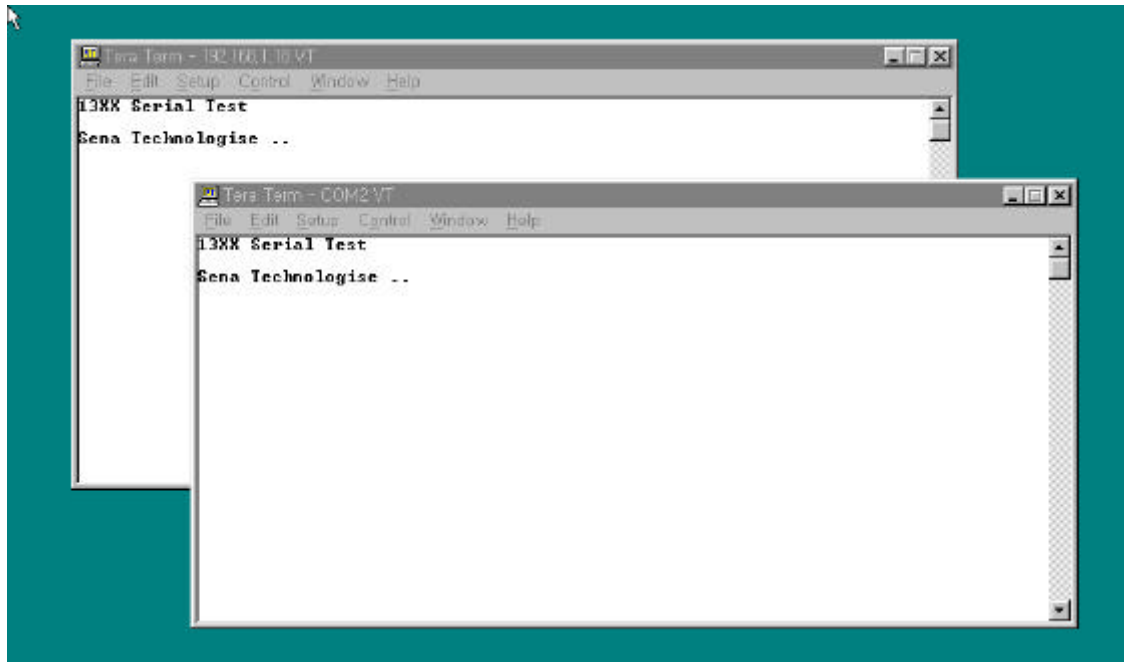 Tera Term - 192.168.1.16 VT
File Edit Setup Control Window Help
13XX Serial Test
Sena Technologise ..
Tera Term - COM2 VT
File Edit Setup Control Window Help
13XX Serial Test
Sena Technologise ..